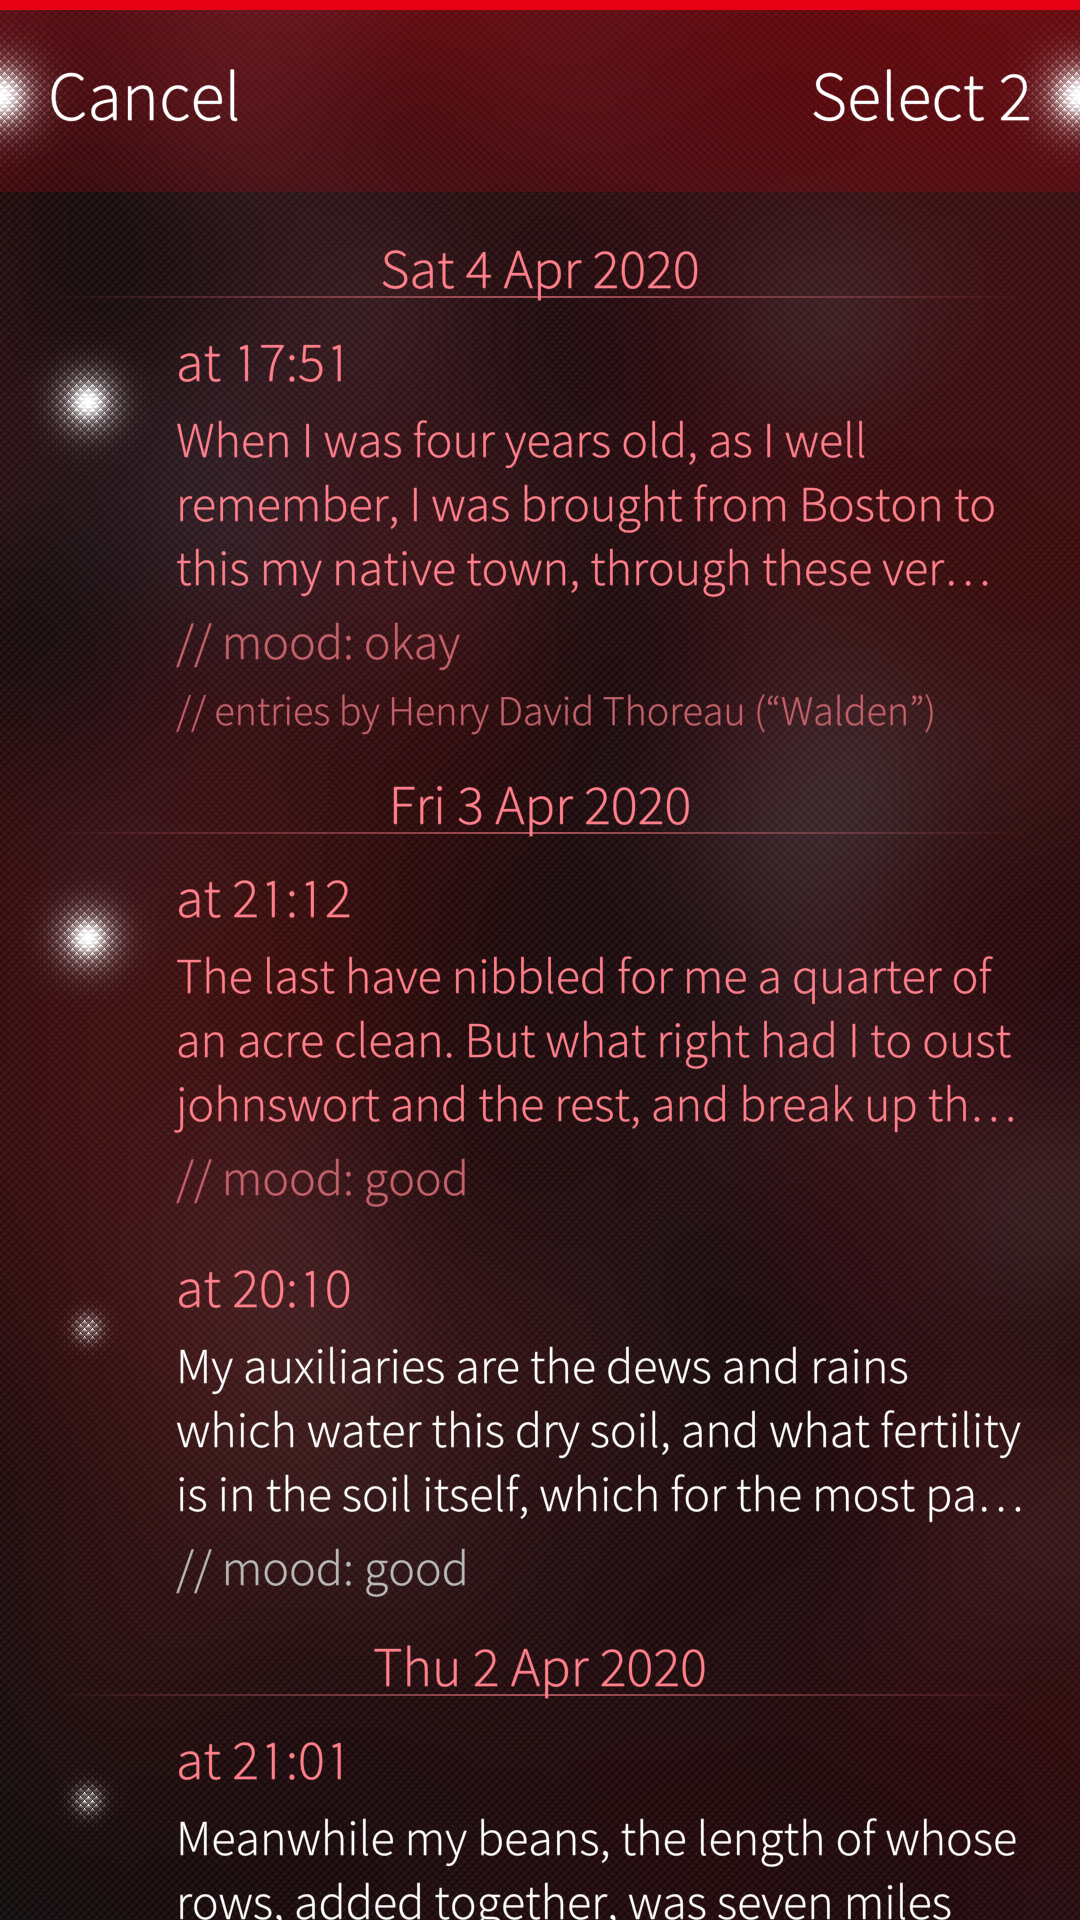 Cancel
Select 2
Sat 4 Apr 2020
at 17:51
When I was four years old, as I well
remember, I was brought from Boston to
this my native town, through these ver…
// mood: okay
// entries by Henry David Thoreau (“Walden”)
Fri 3 Apr 2020
at 21:12
The last have nibbled for me a quarter of
an acre clean. But what right had I to oust
johnswort and the rest, and break up th…
// mood: good
at 20:10
My auxiliaries are the dews and rains
which water this dry soil, and what fertility
is in the soil itself, which for the most pa…
// mood: good
Thu 2 Apr 2020
at 21:01
Meanwhile my beans, the length of whose
rows, added together, was seven miles